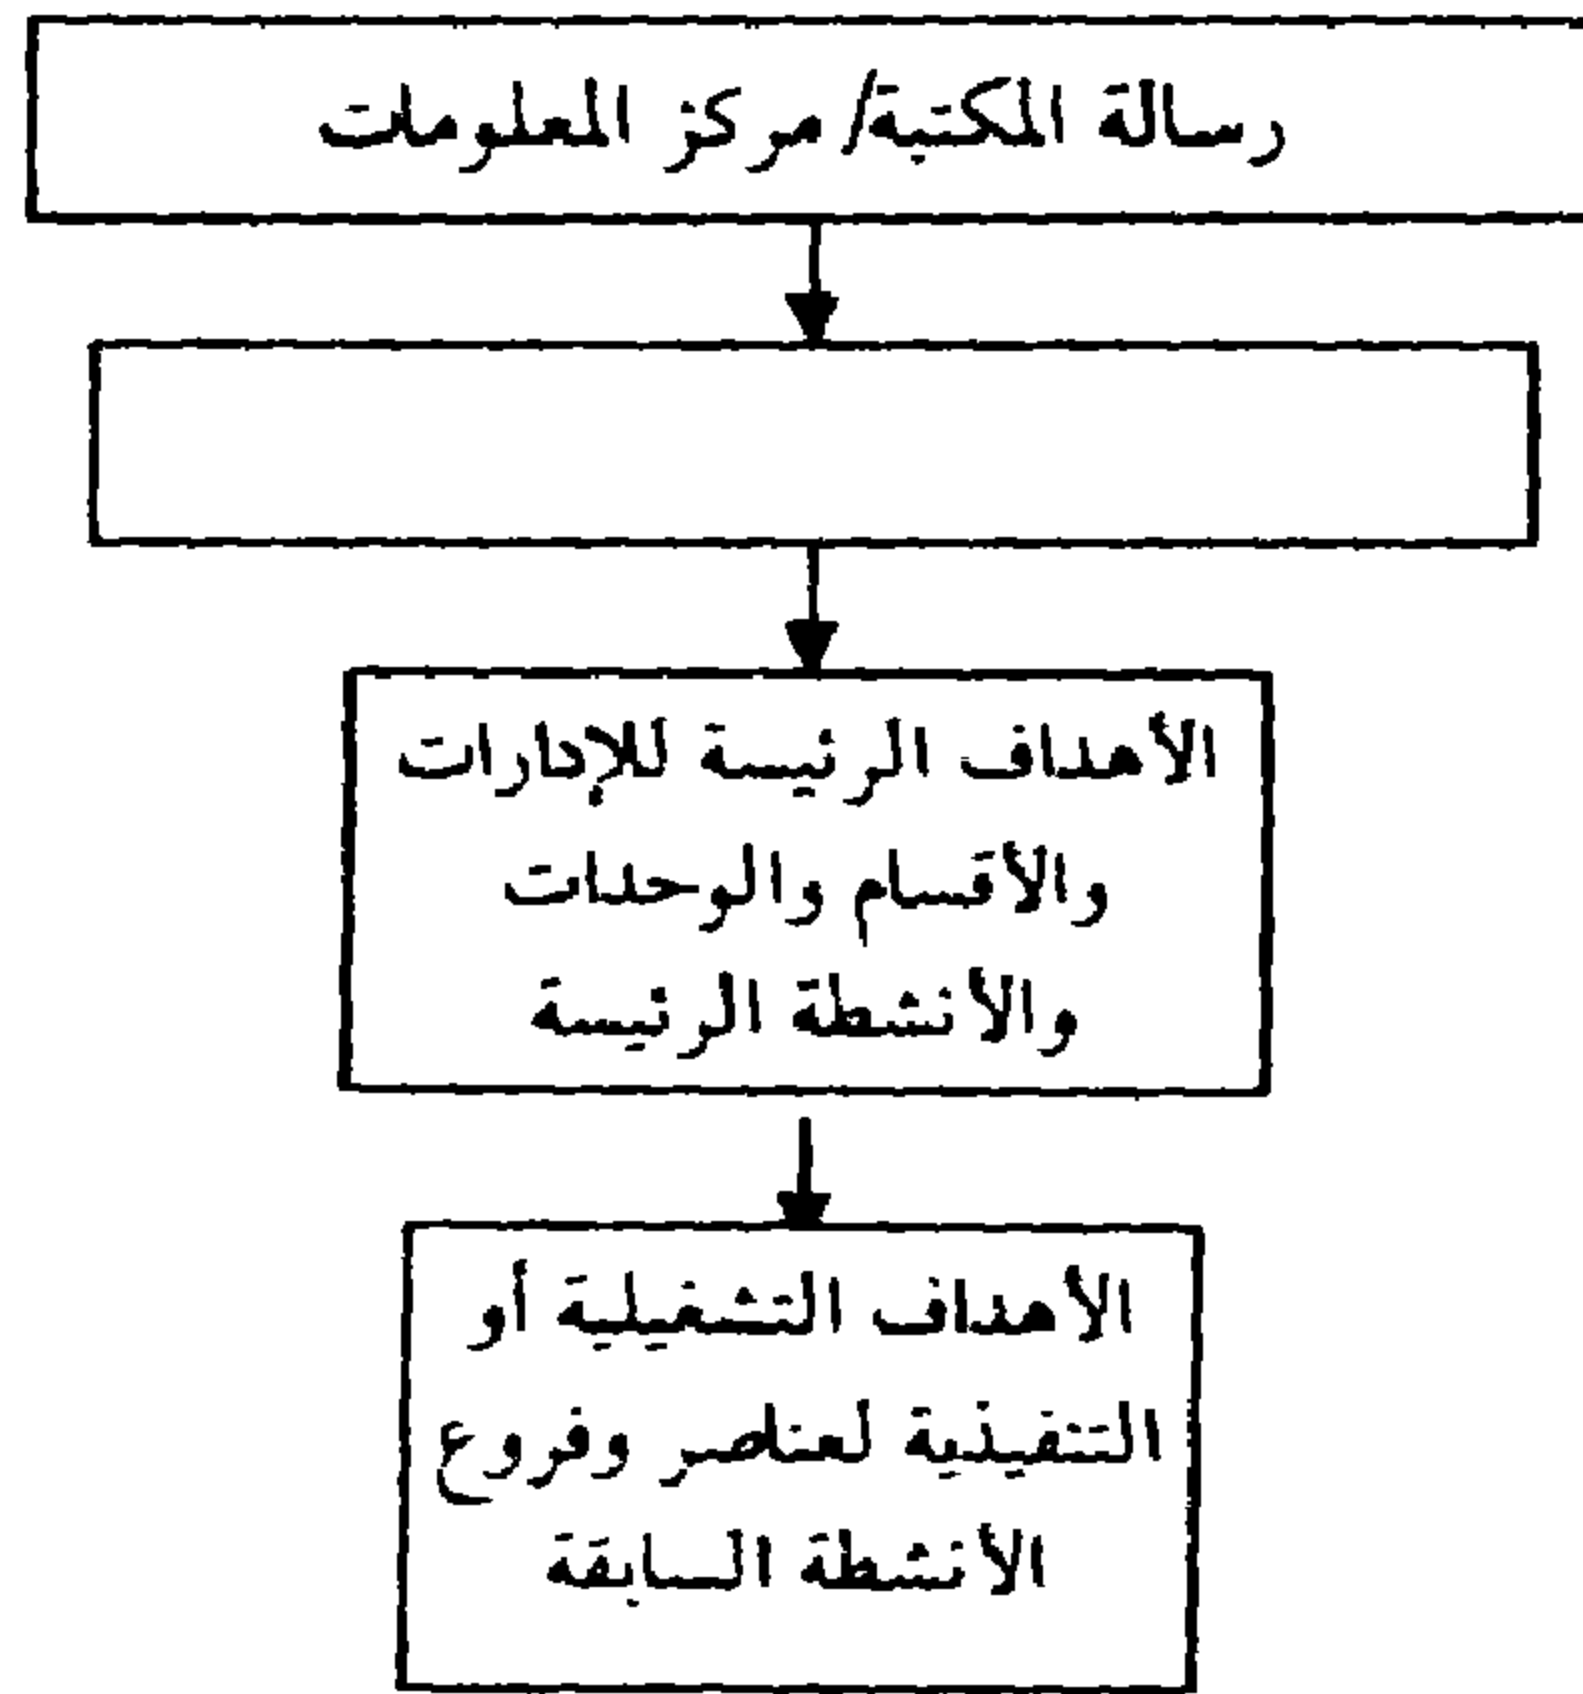 رسالة المكتبة/ مركز المعلومات
الأهداف الرئيسة للإدارات
والأقسام والوحدات
والأنشطة الرئيسة
الأهداف التشغيلية أو
التنفيذية لعناصر وفروع
الأنشطة السابقة